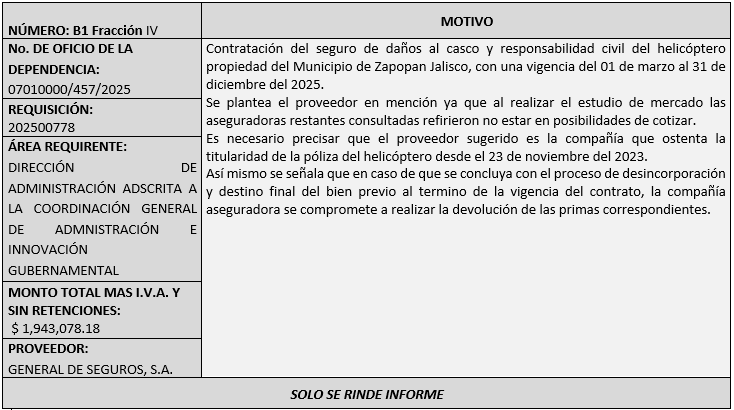 NÚMERO: B1 Fracción IV
No. DE OFICIO DE LA
DEPENDENCIA:
07010000/457/2025
REQUISICIÓN:
202500778
ÁREA REQUIRENTE:
DIRECCIÓN DE
ADMINISTRACIÓN ADSCRITA A
LA COORDINACIÓN GENERAL
DE ADMNISTRACIÓN E
INNOVACIÓN
GUBERNAMENTAL
MONTO TOTAL MAS I.V.A. Y
SIN RETENCIONES:
$ 1,943,078.18
PROVEEDOR:
GENERAL DE SEGUROS, S.A.
MOTIVO
Contratación del seguro de daños al casco y responsabilidad civil del helicóptero
propiedad del Municipio de Zapopan Jalisco, con una vigencia del 01 de marzo al 31 de
diciembre del 2025.
Se plantea el proveedor en mención ya que al realizar el estudio de mercado las
aseguradoras restantes consultadas refirieron no estar en posibilidades de cotizar.
Es necesario precisar que el proveedor sugerido es la compañía que ostenta la
titularidad de la póliza del helicóptero desde el 23 de noviembre del 2023.
Así mismo se señala que en caso de que se concluya con el proceso de desincorporación
y destino final del bien previo al termino de la vigencia del contrato, la compañía
aseguradora se compromete a realizar la devolución de las primas correspondientes.
SOLO SE RINDE INFORME